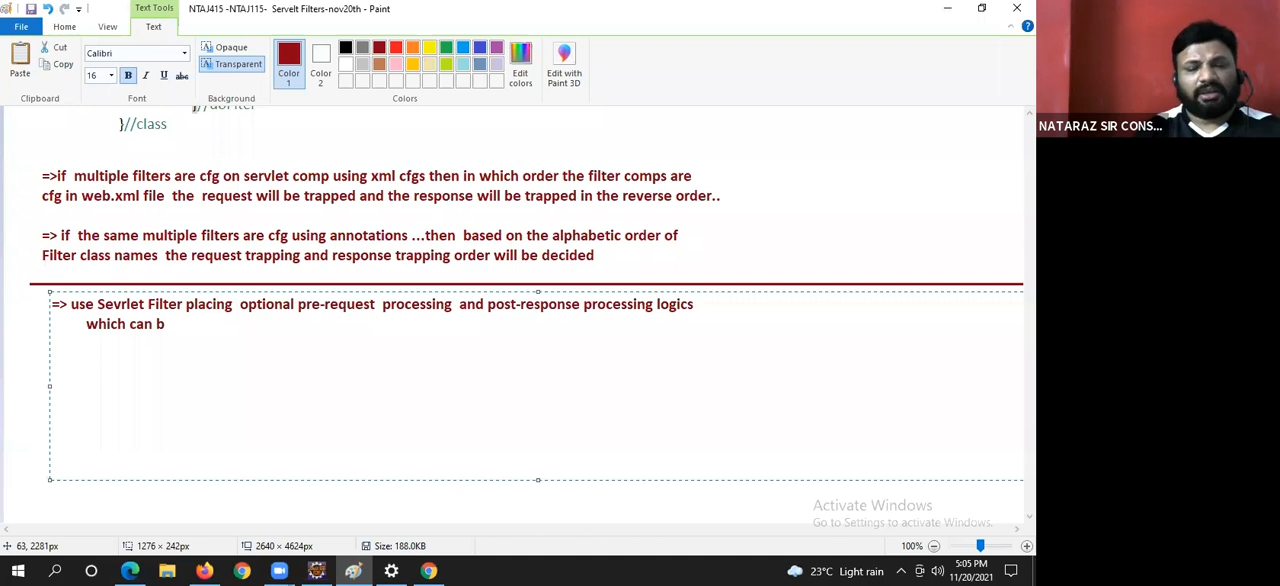 Text Tools
NTAJ415 -NTAJ115- Servelt Filters-nov20th - Paint
File
Home
View
Text
Cut
Copy
Paste
Clipboard
Calibri
16
B
I
U
abc
Font
Opaque
Transparent
Background
Color
1
Color
2
Edit
colors
Colors
Edit with
Paint 3D
NATARAZ SIR CONS...
}//class
=>if multiple filters are cfg on servlet comp using xml cfgs then in which order the filter comps are
cfg in web.xml file the request will be trapped and the response will be trapped in the reverse order..
=> if the same multiple filters are cfg using annotations ...then based on the alphabetic order of
Filter class names the request trapping and response trapping order will be decided
=> use Sevrlet Filter placing optional pre-request processing and post-response processing logics
which can b
Activate Windows
Go to Settings to activate Windows.
63, 2281px
1276 × 242px
2640 × 4624px
Size: 188.0KB
100%
23°C Light rain
5:05 PM
11/20/2021